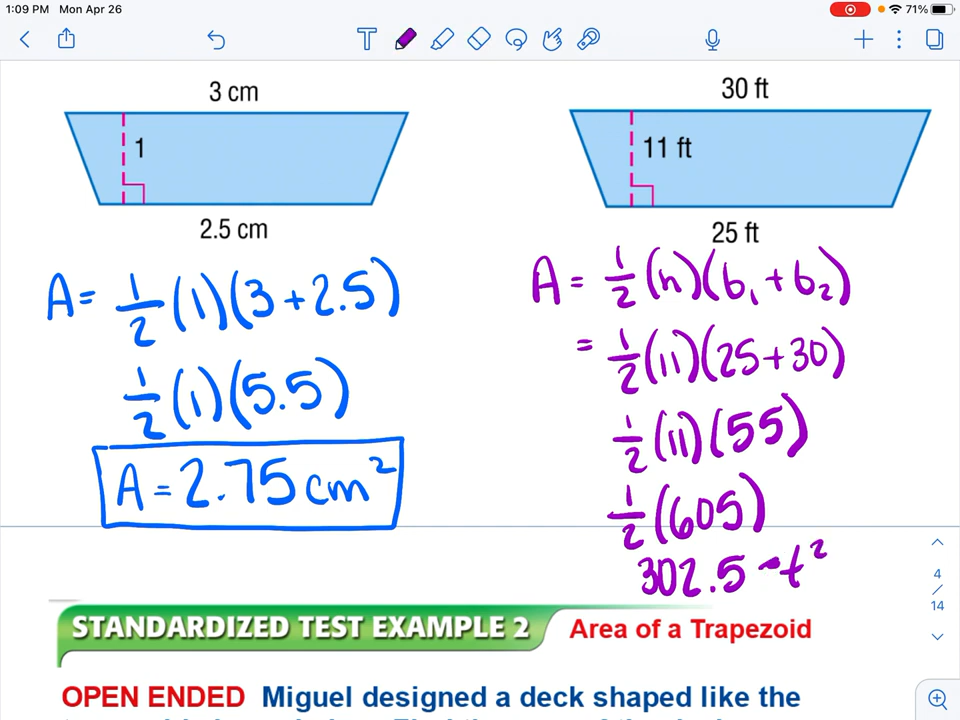 1:09 PM Mon Apr 26
71%
3 cm
1
2.5 cm
A = 1/2 (1)(3 + 2.5)
1/2 (1)(5.5)
A = 2.75 cm²
30 ft
11 ft
25 ft
A = 1/2 (h)(b₁ + b₂)
= 1/2 (11)(25 + 30)
1/2 (11)(55)
1/2 (605)
302.5
4
/
14
STANDARDIZED TEST EXAMPLE 2 Area of a Trapezoid
OPEN ENDED Miguel designed a deck shaped like the